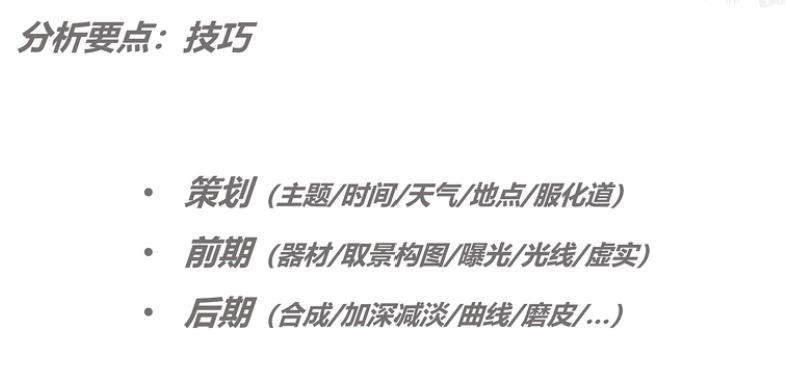 分析要点：技巧
• 策划（主题/时间/天气/地点/服化道）
• 前期（器材/取景构图/曝光/光线/虚实）
• 后期（合成/加深减淡/曲线/磨皮/...）